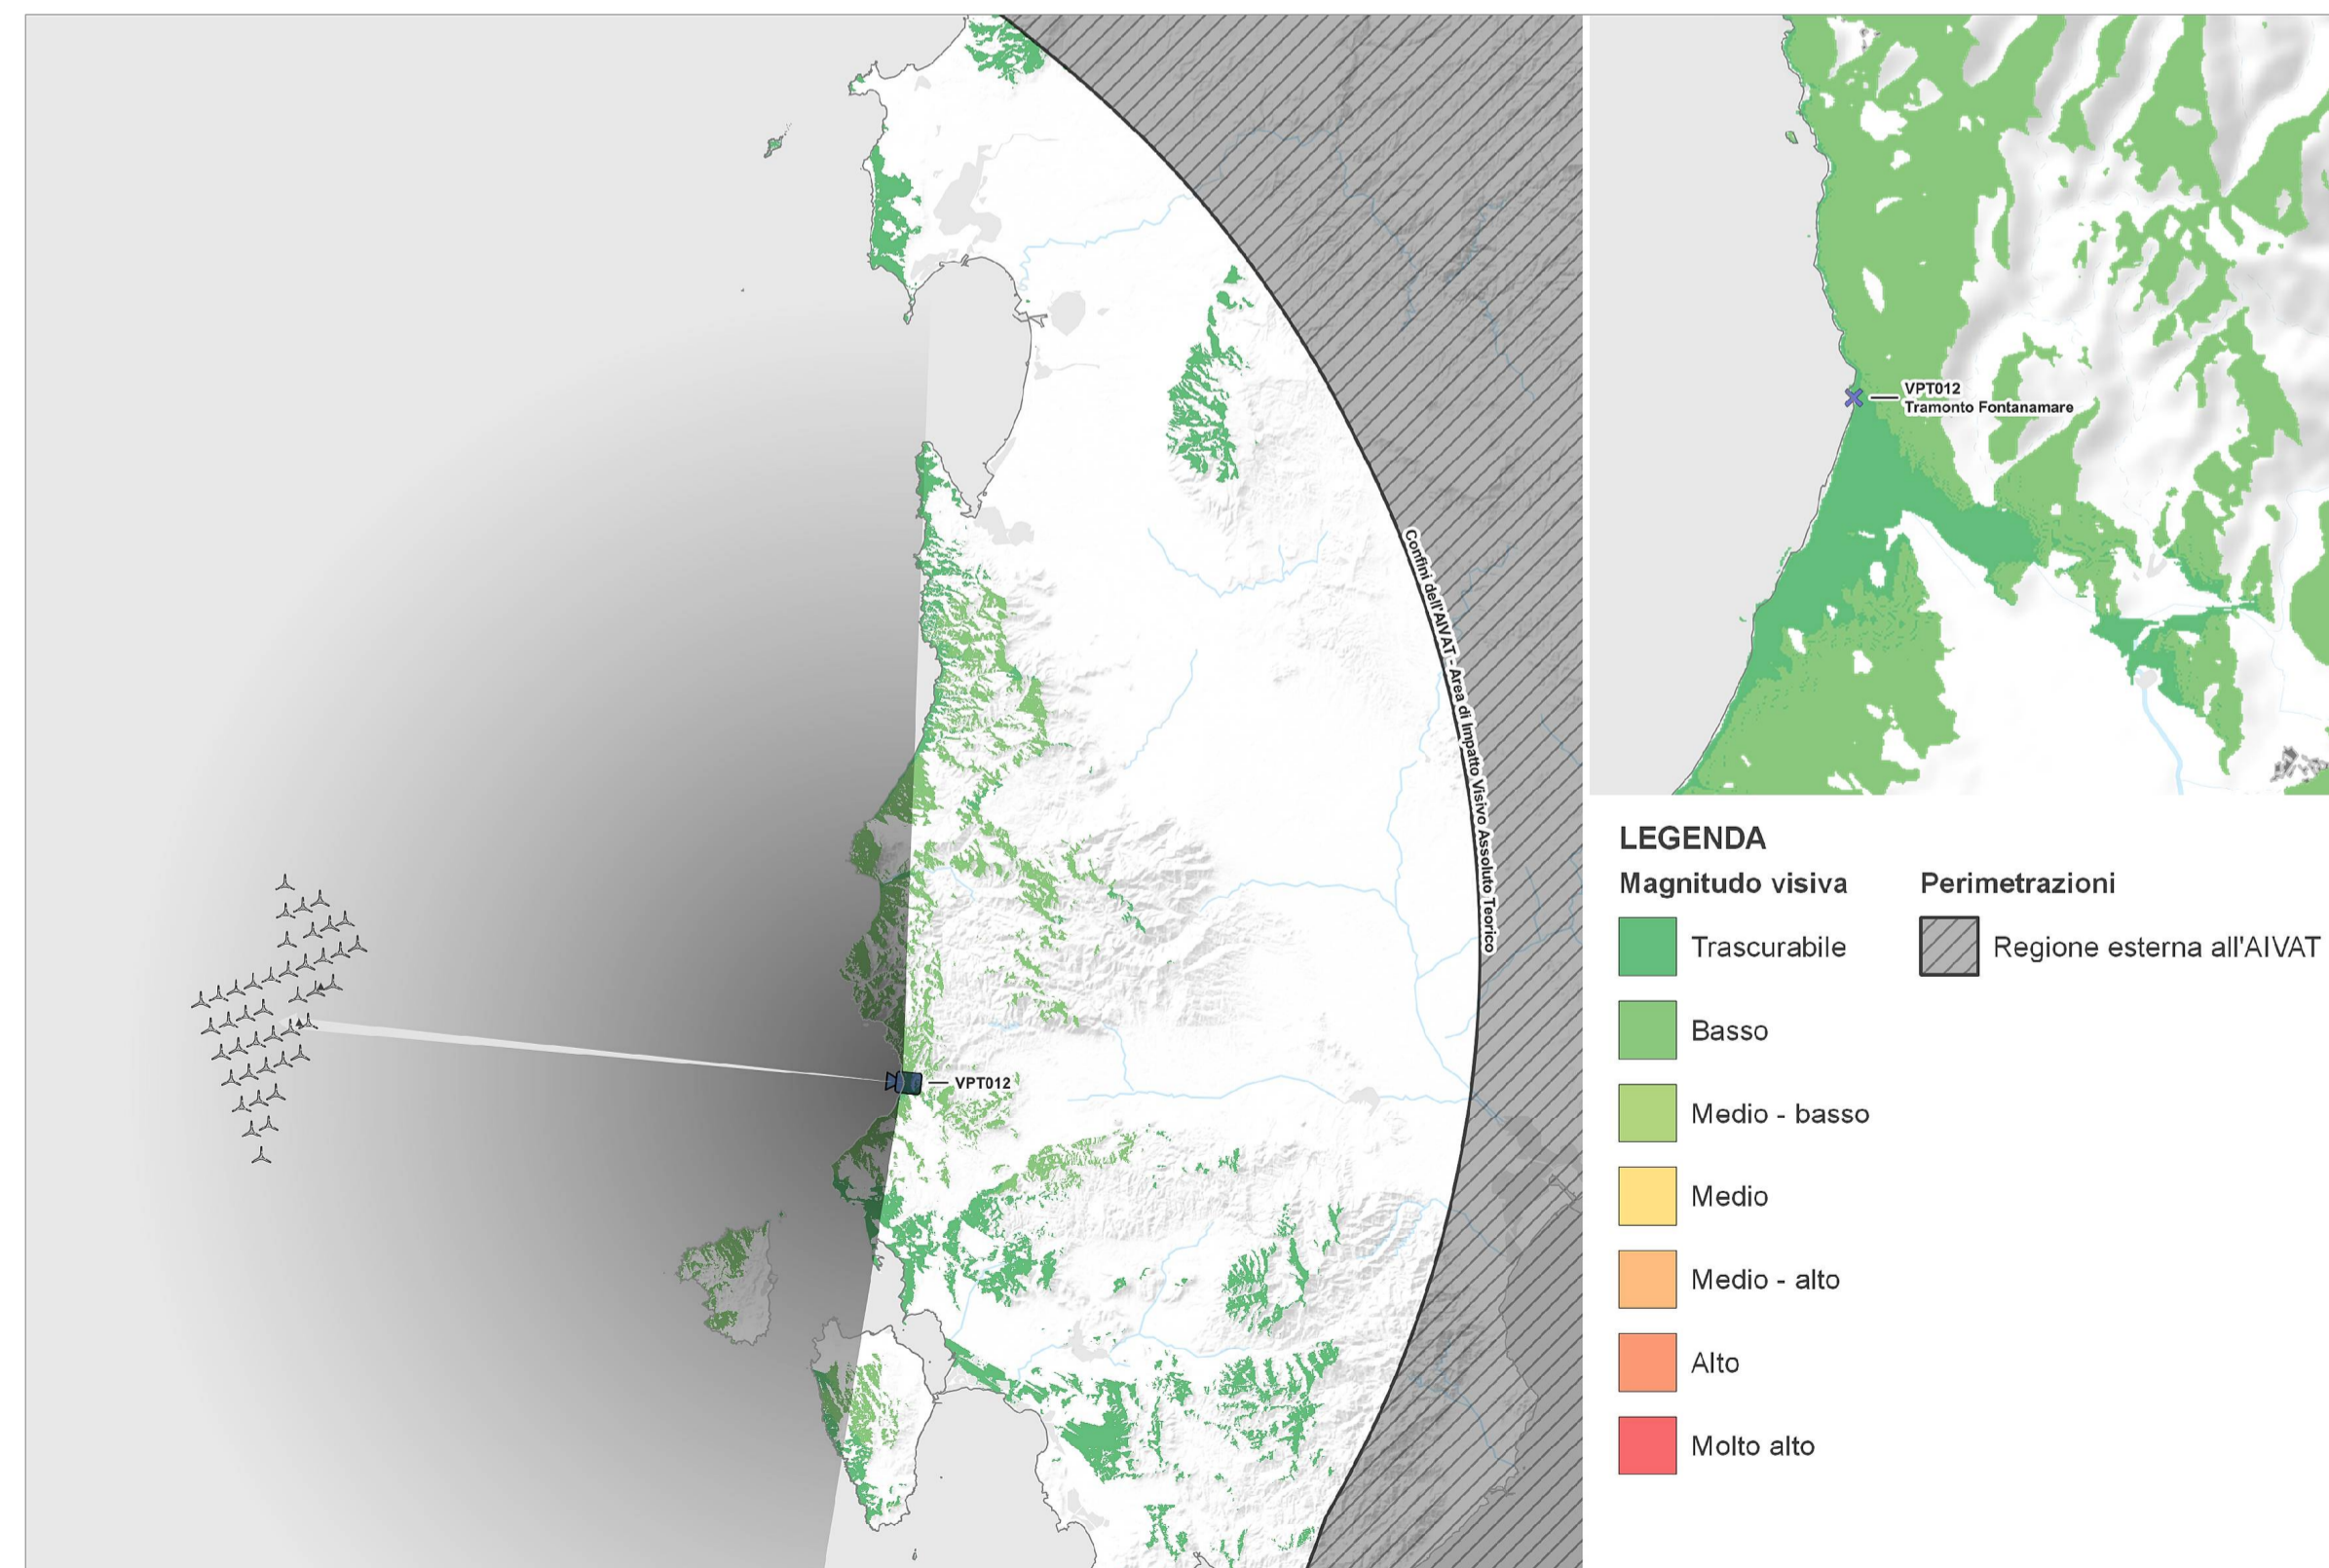 Confini dell'AIVAT - Area di Impatto Visivo Assoluto Teorico
VPT012
VPT012
Tramonto Fontanamare
LEGENDA
Magnitudo visiva
Trascurabile
Basso
Medio - basso
Medio
Medio - alto
Alto
Molto alto
Perimetrazioni
Regione esterna all'AIVAT